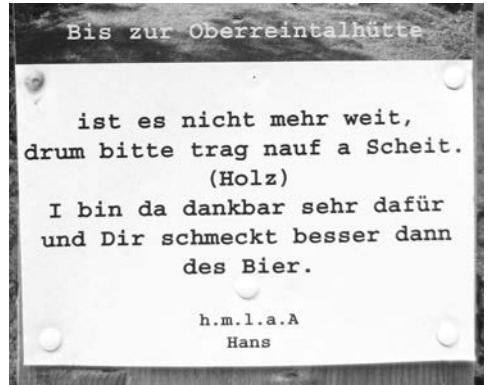 Bis zur Oberreintalhütte
ist es nicht mehr weit,
drum bitte trag nauf a Scheit.
(Holz)
I bin da dankbar sehr dafür
und Dir schmeckt besser dann
des Bier.
h.m.l.a.A
Hans